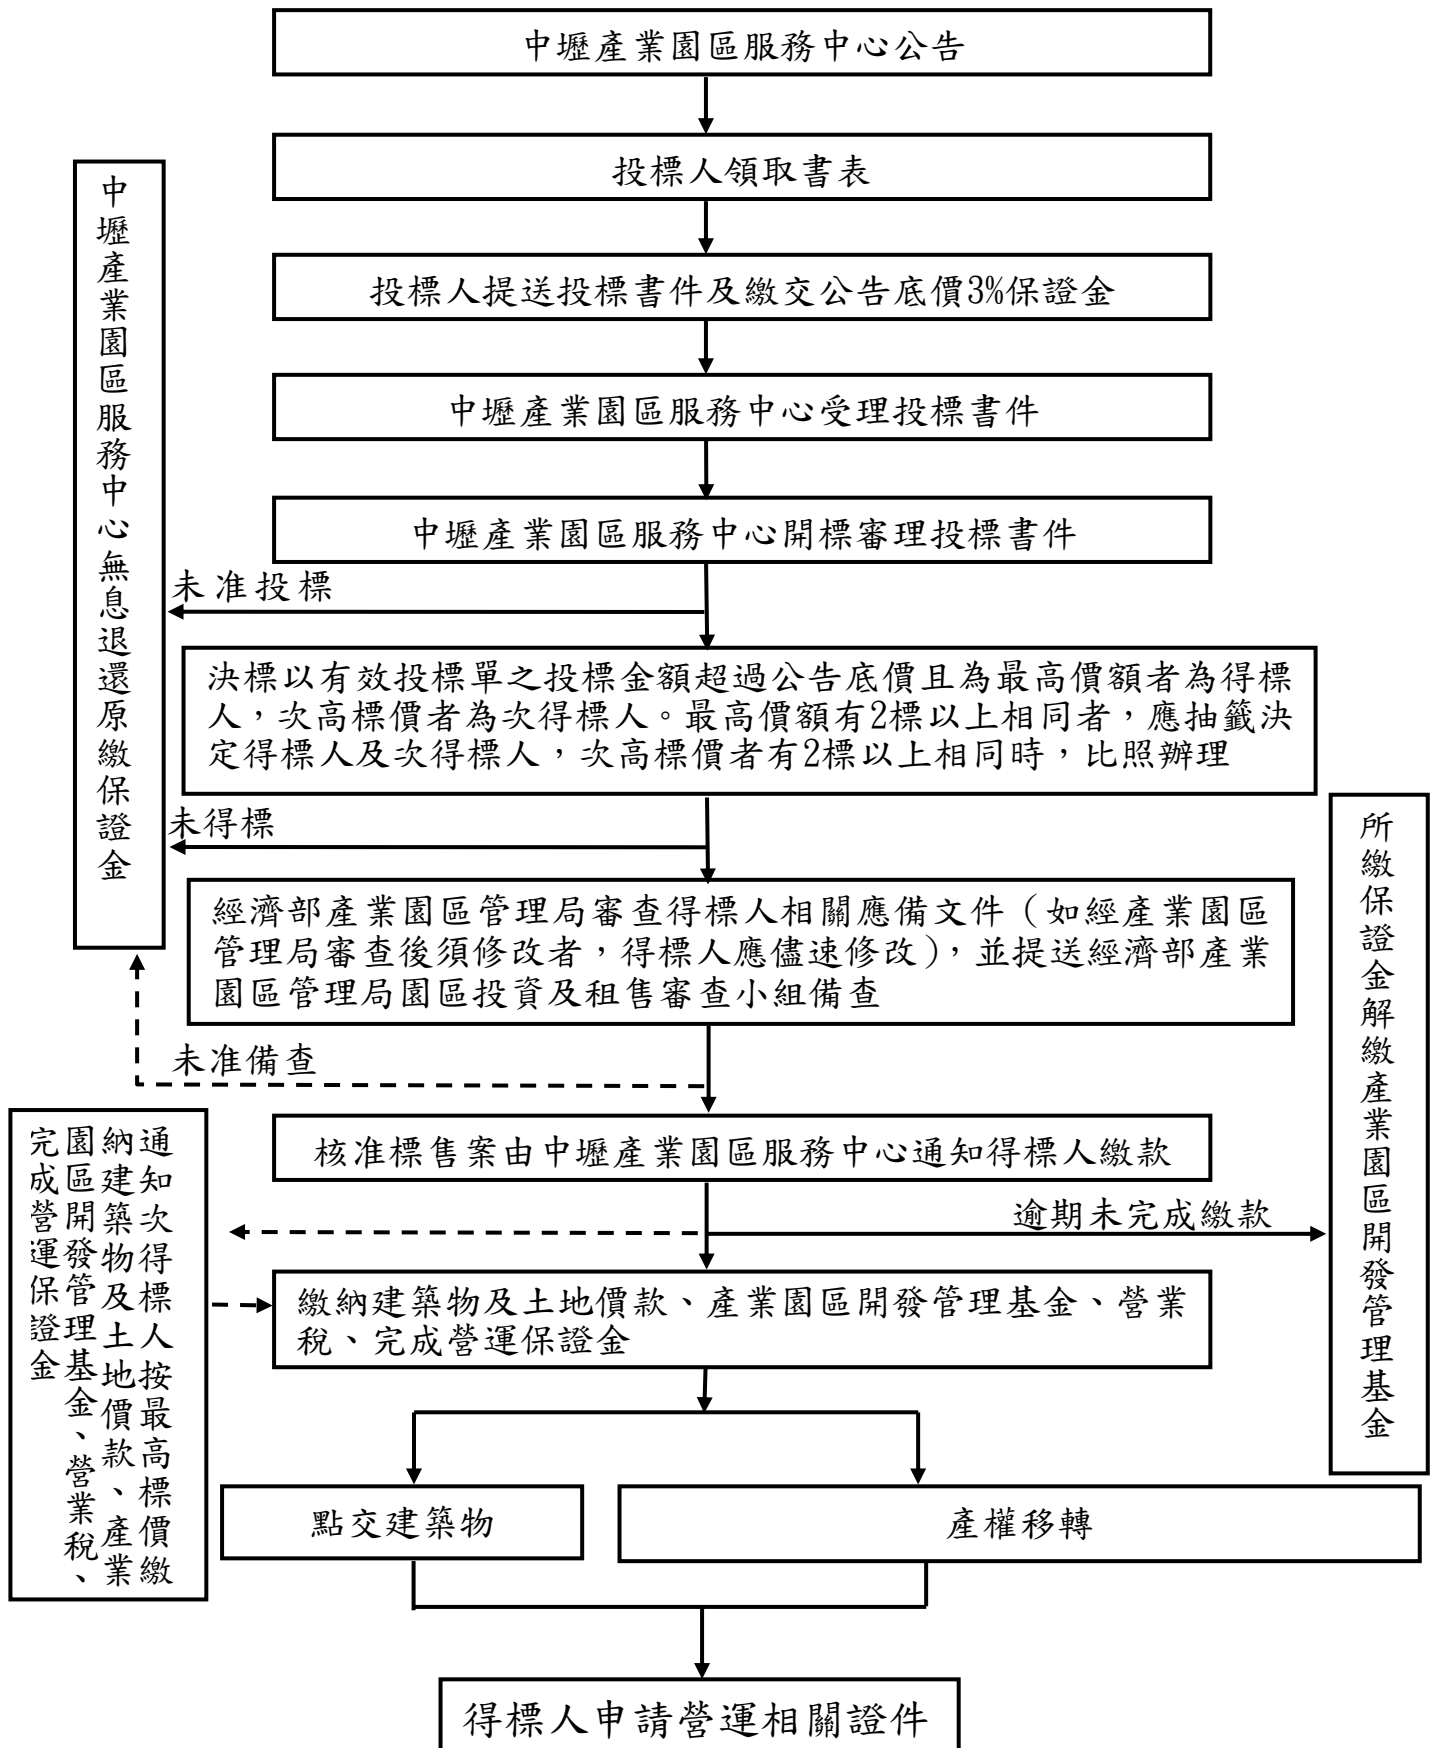 中壢產業園區服務中心公告
投標人領取書表
投標人提送投標書件及繳交公告底價3%保證金
中壢產業園區服務中心受理投標書件
中壢產業園區服務中心開標審理投標書件
未准投標
中壢產業園區服務中心無息退還原繳保證金
決標以有效投標單之投標金額超過公告底價且為最高價額者為得標
人，次高標價者為次得標人。最高價額有2標以上相同者，應抽籤決
定得標人及次得標人，次高標價者有2標以上相同時，比照辦理
未得標
經濟部產業園區管理局審查得標人相關應備文件（如經產業園區
管理局審查後須修改者，得標人應儘速修改），並提送經濟部產業
園區管理局園區投資及租售審查小組備查
未准備查
核准標售案由中壢產業園區服務中心通知得標人繳款
逾期未完成繳款
所繳保證金解繳產業園區開發管理基金
通知次得標人按最高標價繳
納建築物及土地價款、產業
園區開發管理基金、營業稅、
完成營運保證金
繳納建築物及土地價款、產業園區開發管理基金、營業
稅、完成營運保證金
點交建築物
產權移轉
得標人申請營運相關證件